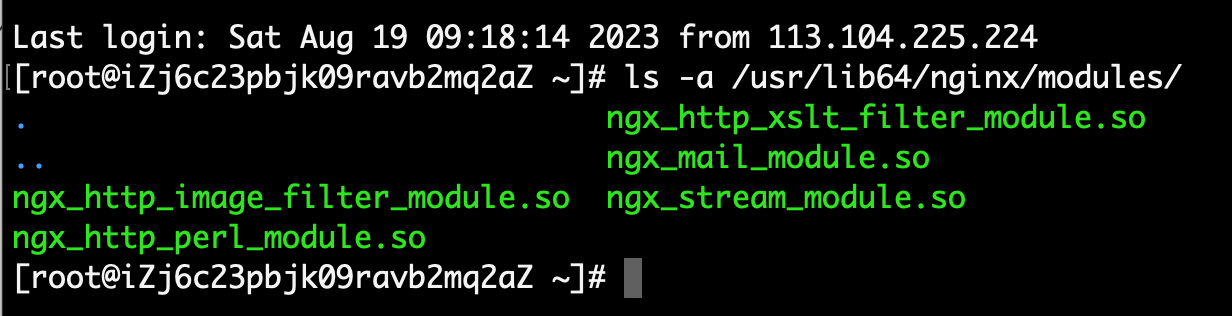 Last login: Sat Aug 19 09:18:14 2023 from 113.104.225.224
[root@iZj6c23pbjk09ravb2mq2aZ ~]# ls -a /usr/lib64/nginx/modules/
. ngx_http_xslt_filter_module.so
.. ngx_mail_module.so
ngx_http_image_filter_module.so ngx_stream_module.so
ngx_http_perl_module.so
[root@iZj6c23pbjk09ravb2mq2aZ ~]#